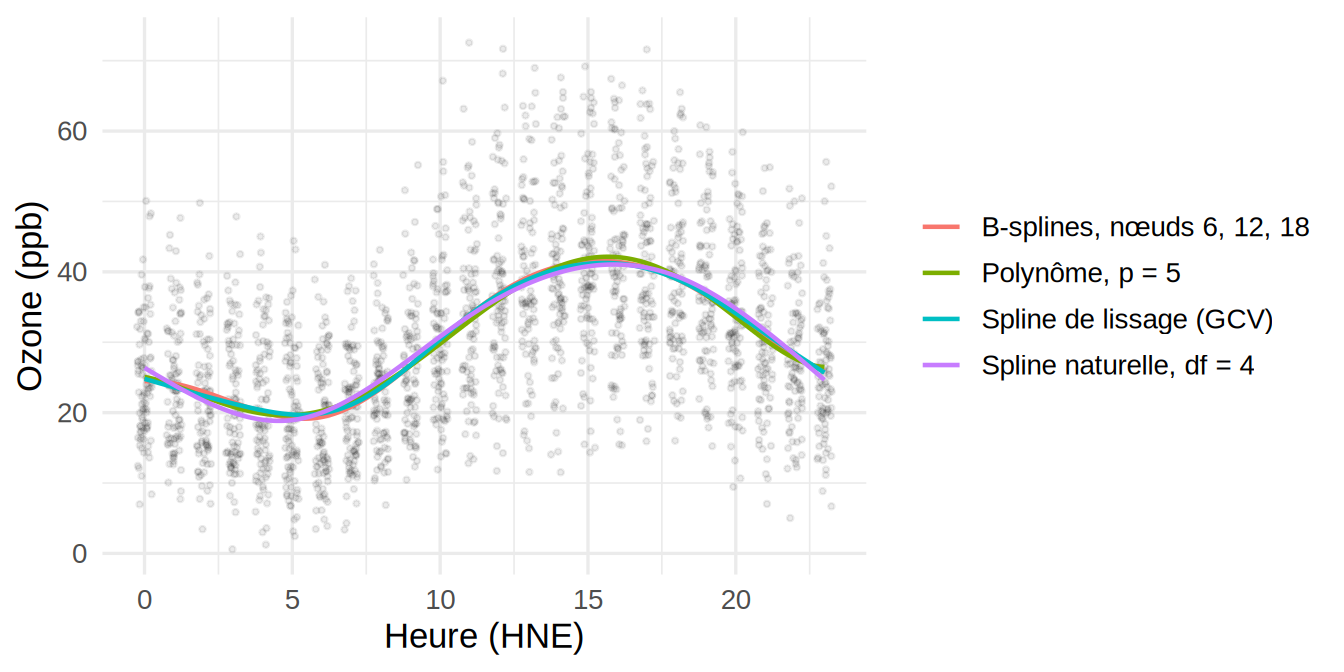 60
40
20
0
Ozone (ppb)
0 5 10 15 20
Heure (HNE)
B-splines, nœuds 6, 12, 18
Polynôme, p = 5
Spline de lissage (GCV)
Spline naturelle, df = 4